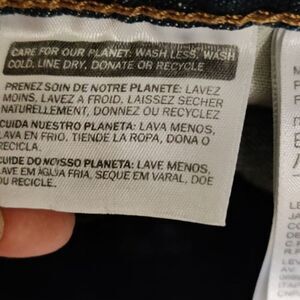 CARE FOR OUR PLANET: WASH LESS, WASH
COLD, LINE DRY, DONATE OR RECYCLE
PRENEZ SOIN DE NOTRE PLANETE: LAVEZ
MOINS, LAVEZ A FROID. LAISSEZ SECHER
NATURELLEMENT, DONNEZ OU RECYCLEZ
CUIDA NUESTRO PLANETA: LAVA MENOS,
LAVA EN FRIO. TIENDE LA ROPA, DONA O
RECICLA.
CUIDE DO NOSSO PLANETA: LAVE MENOS,
LAVE EM AGUA FRIA, SEQUE EM VARAL, DOE
OU RECICLE.